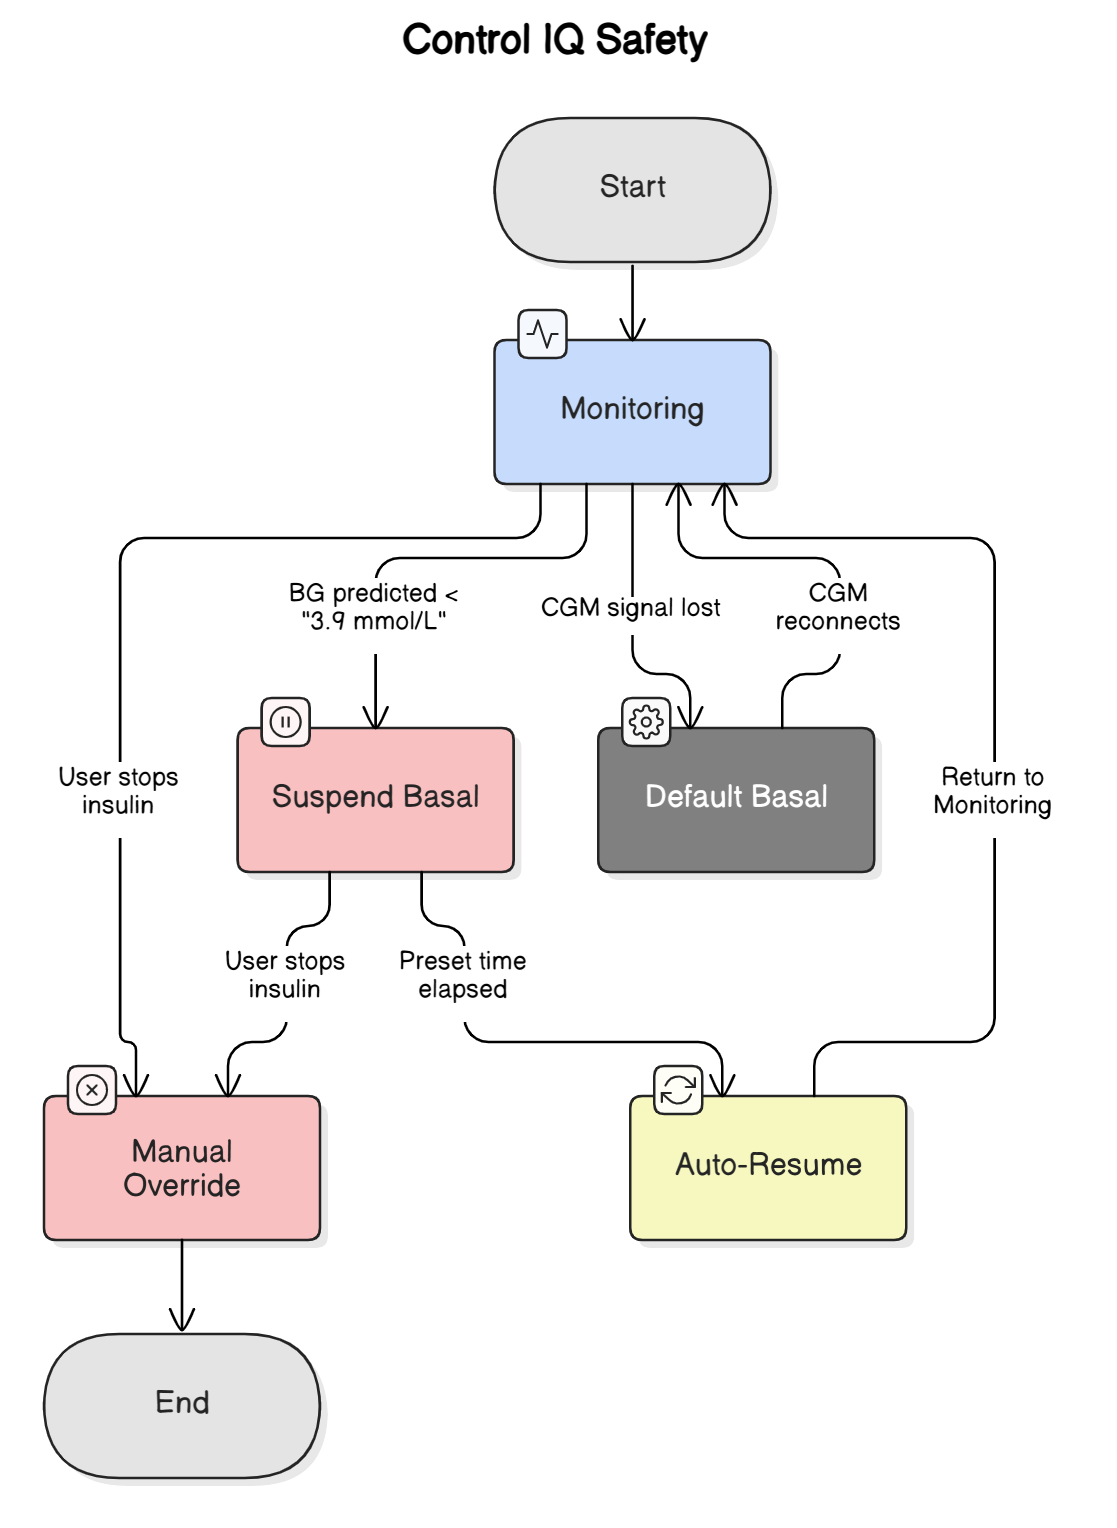 Control IQ Safety
Start
Monitoring
BG predicted <
"3.9 mmol/L"
CGM signal lost
CGM
reconnects
User stops
insulin
Suspend Basal
Default Basal
Return to
Monitoring
User stops
insulin
Preset time
elapsed
Manual
Override
Auto-Resume
End